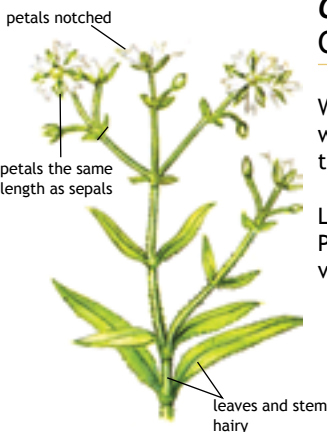 petals notched
petals the same
length as sepals
leaves and stem
hairy